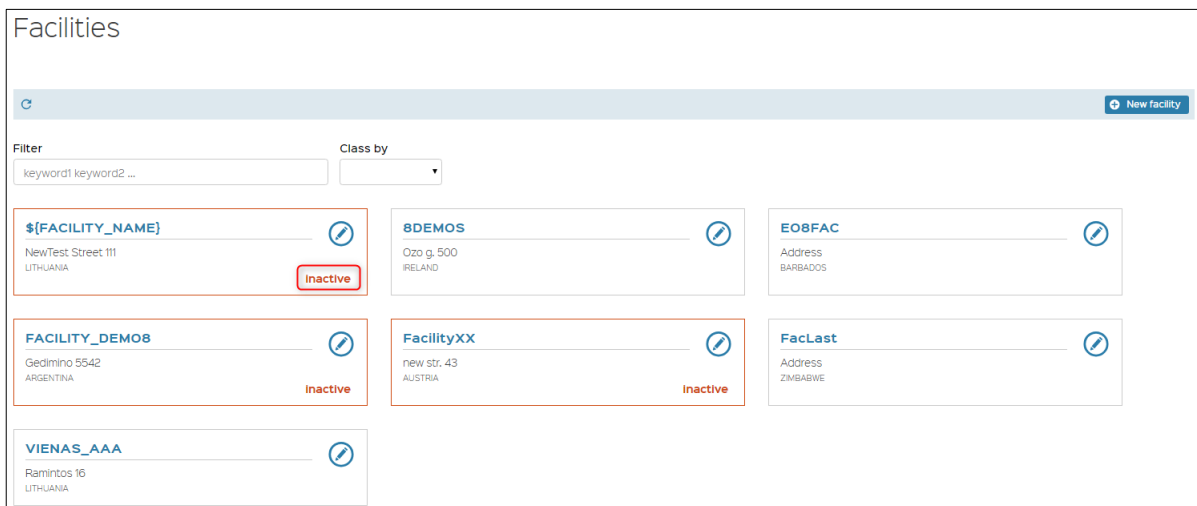 Facilities
New facility
Filter
Class by
keyword1 keyword2 ...
${FACILITY_NAME}
NewTest Street 111
LITHUANIA
inactive
8DEMOS
Ozo g. 500
IRELAND
EO8FAC
Address
BARBADOS
FACILITY_DEMO8
Gedimino 5542
ARGENTINA
inactive
FacilityXX
new str. 43
AUSTRIA
inactive
FacLast
Address
ZIMBABWE
VIENAS_AAA
Ramintos 16
LITHUANIA